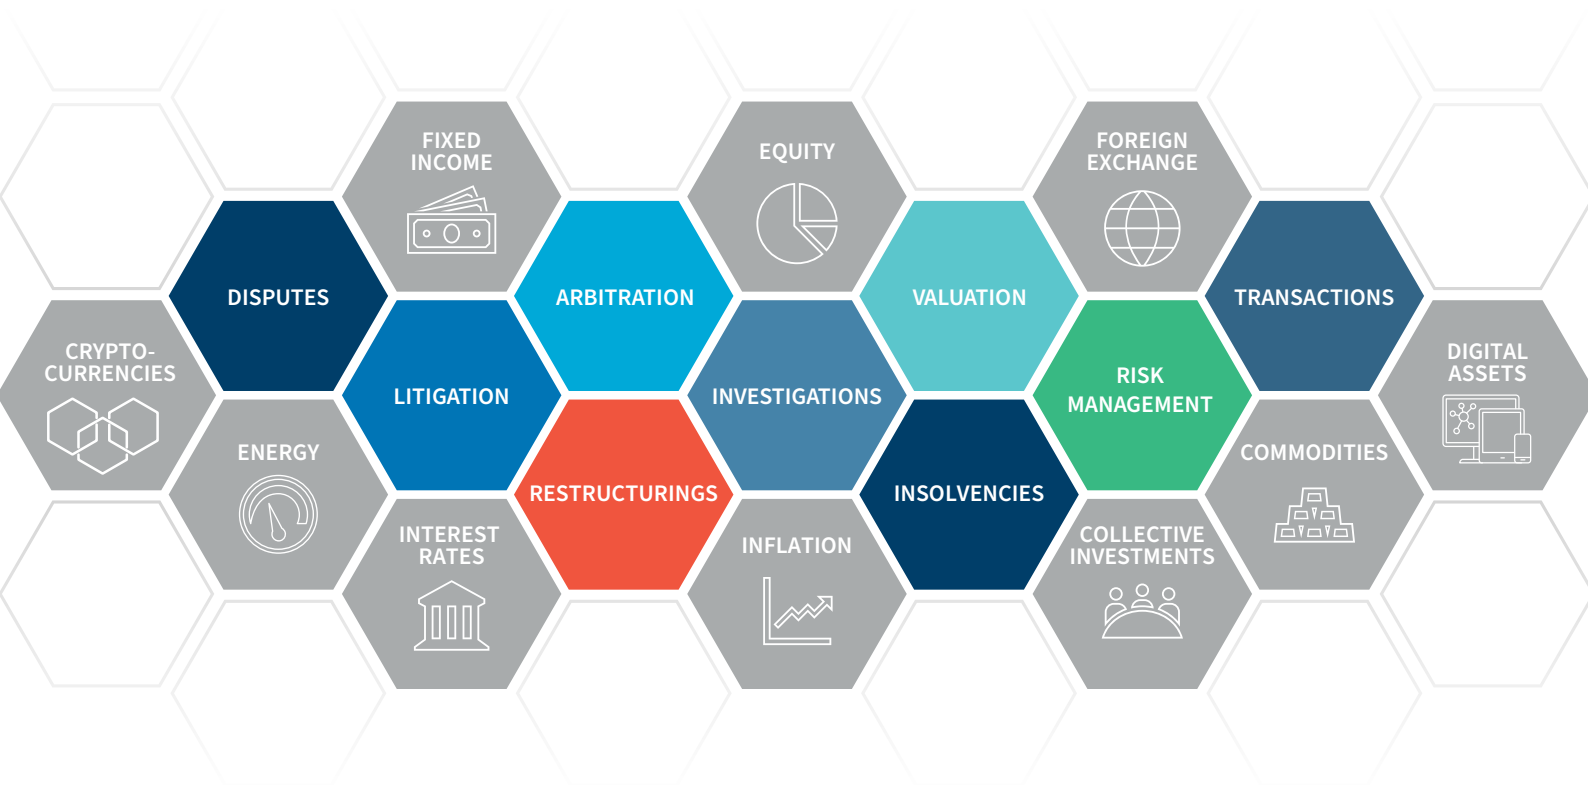 FIXED
INCOME
EQUITY
FOREIGN
EXCHANGE
DISPUTES
ARBITRATION
VALUATION
TRANSACTIONS
CRYPTO-
CURRENCIES
LITIGATION
INVESTIGATIONS
RISK
MANAGEMENT
DIGITAL
ASSETS
ENERGY
RESTRUCTURINGS
INSOLVENCIES
COMMODITIES
INTEREST
RATES
INFLATION
COLLECTIVE
INVESTMENTS